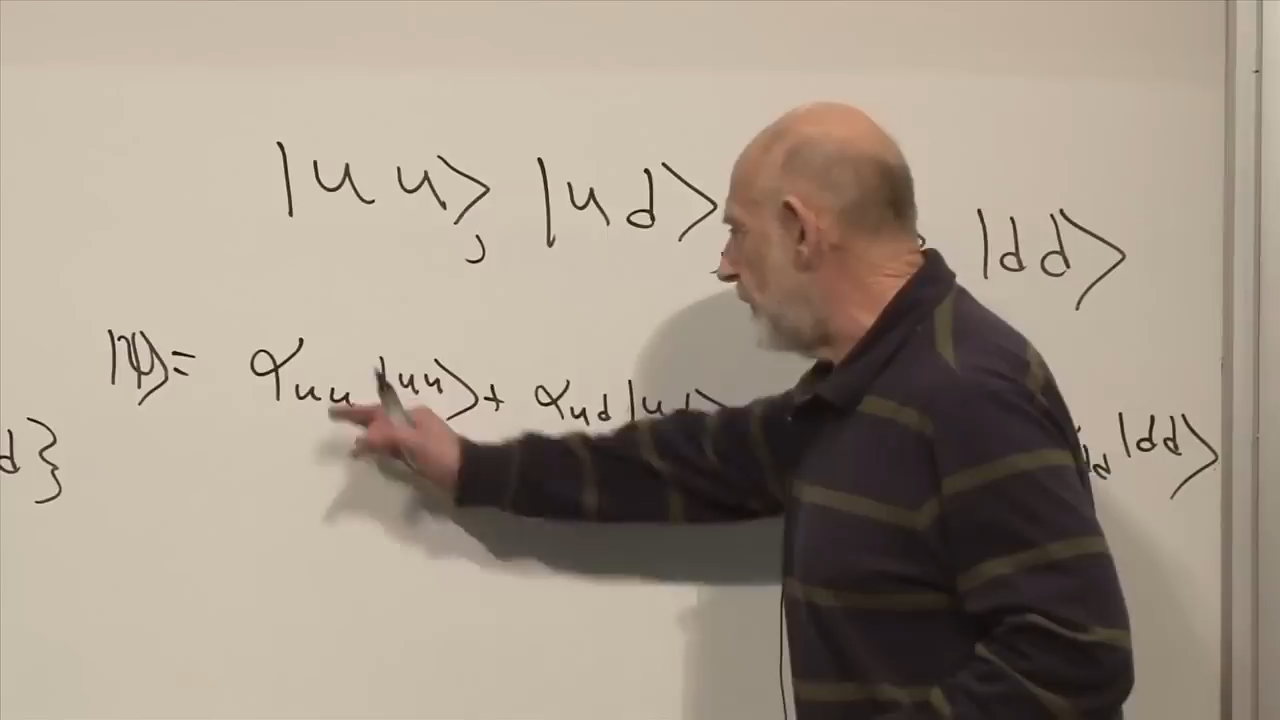 |uu⟩, |ud⟩ |dd⟩
|ψ⟩= α_uu|uu⟩+ α_ud|u |dd⟩
d}